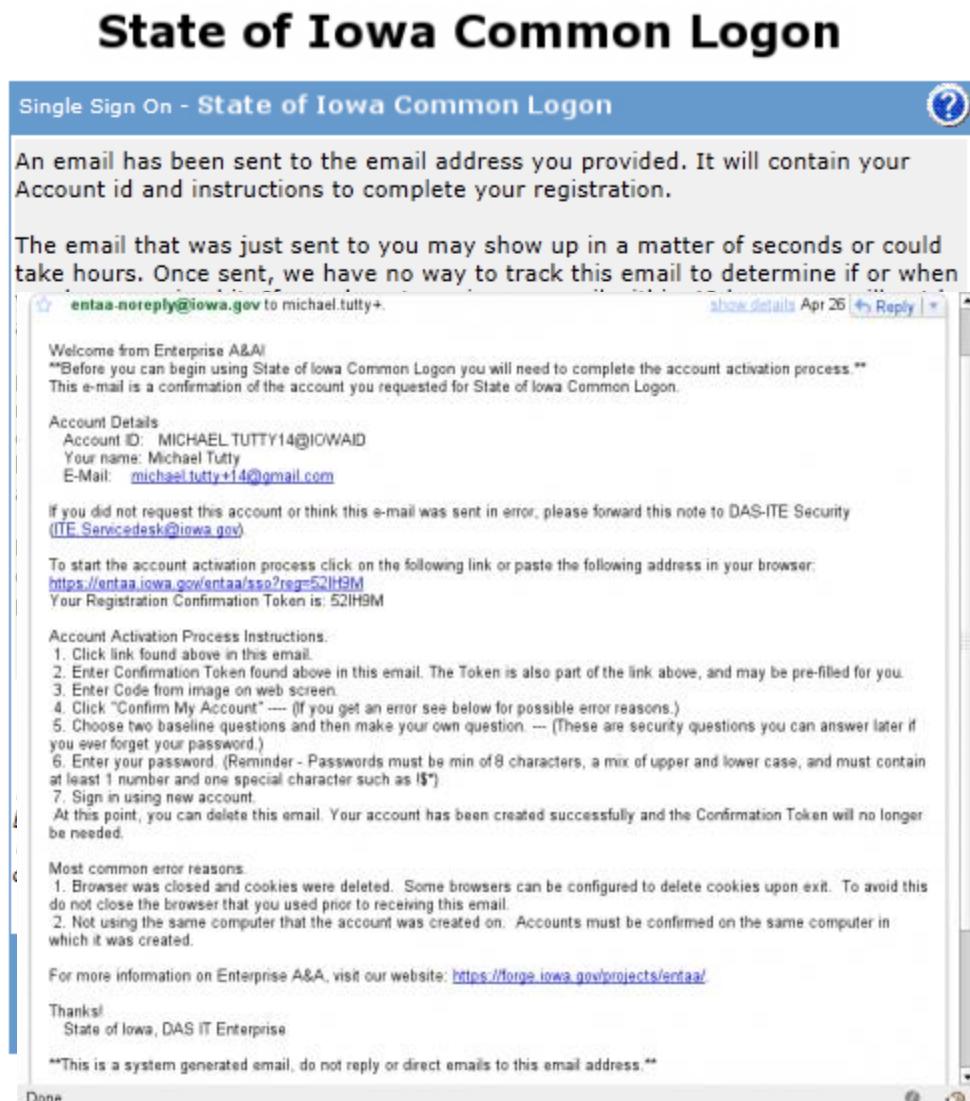 State of Iowa Common Logon
Single Sign On - State of Iowa Common Logon
An email has been sent to the email address you provided. It will contain your
Account id and instructions to complete your registration.
The email that was just sent to you may show up in a matter of seconds or could
take hours. Once sent, we have no way to track this email to determine if or when
entaa-noreply@iowa.gov to michael.tutty+.
show details Apr 26 Reply
Welcome from Enterprise A&A!
**Before you can begin using State of Iowa Common Logon you will need to complete the account activation process.**
This e-mail is a confirmation of the account you requested for State of Iowa Common Logon.
Account Details
Account ID: MICHAEL.TUTTY14@IOWAID
Your name: Michael Tutty
E-Mail: michael.tutty+14@gmail.com
If you did not request this account or think this e-mail was sent in error, please forward this note to DAS-ITE Security
(ITE.Servicedesk@iowa.gov).
To start the account activation process click on the following link or paste the following address in your browser:
https://entaa.iowa.gov/entaa/sso?reg=52IH9M
Your Registration Confirmation Token is: 52IH9M
Account Activation Process Instructions.
1. Click link found above in this email.
2. Enter Confirmation Token found above in this email. The Token is also part of the link above, and may be pre-filled for you.
3. Enter Code from image on web screen.
4. Click "Confirm My Account" ---- (If you get an error see below for possible error reasons.)
5. Choose two baseline questions and then make your own question. --- (These are security questions you can answer later if
you ever forget your password.)
6. Enter your password. (Reminder - Passwords must be min of 8 characters, a mix of upper and lower case, and must contain
at least 1 number and one special character such as !$*)
7. Sign in using new account.
At this point, you can delete this email. Your account has been created successfully and the Confirmation Token will no longer
be needed.
Most common error reasons.
1. Browser was closed and cookies were deleted. Some browsers can be configured to delete cookies upon exit. To avoid this
do not close the browser that you used prior to receiving this email.
2. Not using the same computer that the account was created on. Accounts must be confirmed on the same computer in
which it was created.
For more information on Enterprise A&A, visit our website: https://forge.iowa.gov/projects/entaa/.
Thanks!
State of Iowa, DAS IT Enterprise
**This is a system generated email, do not reply or direct emails to this email address.**
Done